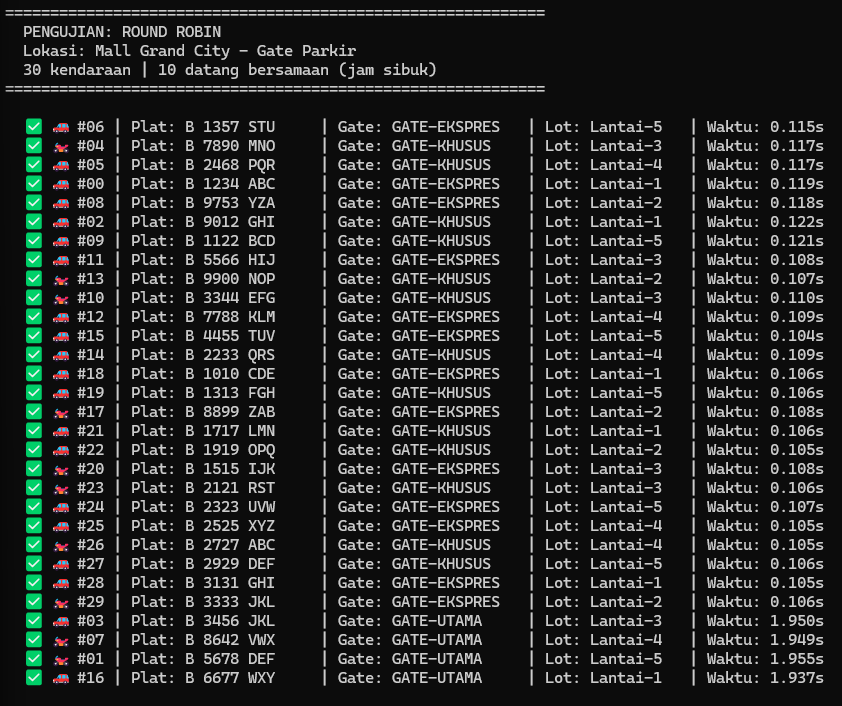 ============================================================
PENGUJIAN: ROUND ROBIN
Lokasi: Mall Grand City - Gate Parkir
30 kendaraan | 10 datang bersamaan (jam sibuk)
============================================================
✅ 🚗 #06 | Plat: B 1357 STU | Gate: GATE-EKSPRES | Lot: Lantai-5 | Waktu: 0.115s
✅ 🏍 #04 | Plat: B 7890 MNO | Gate: GATE-KHUSUS | Lot: Lantai-3 | Waktu: 0.117s
✅ 🚗 #05 | Plat: B 2468 PQR | Gate: GATE-KHUSUS | Lot: Lantai-4 | Waktu: 0.117s
✅ 🚗 #00 | Plat: B 1234 ABC | Gate: GATE-EKSPRES | Lot: Lantai-1 | Waktu: 0.119s
✅ 🚗 #08 | Plat: B 9753 YZA | Gate: GATE-EKSPRES | Lot: Lantai-2 | Waktu: 0.118s
✅ 🚗 #02 | Plat: B 9012 GHI | Gate: GATE-KHUSUS | Lot: Lantai-1 | Waktu: 0.122s
✅ 🚗 #09 | Plat: B 1122 BCD | Gate: GATE-KHUSUS | Lot: Lantai-5 | Waktu: 0.121s
✅ 🚗 #11 | Plat: B 5566 HIJ | Gate: GATE-EKSPRES | Lot: Lantai-3 | Waktu: 0.108s
✅ 🏍 #13 | Plat: B 9900 NOP | Gate: GATE-KHUSUS | Lot: Lantai-2 | Waktu: 0.107s
✅ 🏍 #10 | Plat: B 3344 EFG | Gate: GATE-KHUSUS | Lot: Lantai-3 | Waktu: 0.110s
✅ 🚗 #12 | Plat: B 7788 KLM | Gate: GATE-EKSPRES | Lot: Lantai-4 | Waktu: 0.109s
✅ 🚗 #15 | Plat: B 4455 TUV | Gate: GATE-EKSPRES | Lot: Lantai-5 | Waktu: 0.104s
✅ 🚗 #14 | Plat: B 2233 QRS | Gate: GATE-KHUSUS | Lot: Lantai-4 | Waktu: 0.109s
✅ 🚗 #18 | Plat: B 1010 CDE | Gate: GATE-EKSPRES | Lot: Lantai-1 | Waktu: 0.106s
✅ 🚗 #19 | Plat: B 1313 FGH | Gate: GATE-KHUSUS | Lot: Lantai-5 | Waktu: 0.106s
✅ 🏍 #17 | Plat: B 8899 ZAB | Gate: GATE-EKSPRES | Lot: Lantai-2 | Waktu: 0.108s
✅ 🚗 #21 | Plat: B 1717 LMN | Gate: GATE-KHUSUS | Lot: Lantai-1 | Waktu: 0.106s
✅ 🚗 #22 | Plat: B 1919 OPQ | Gate: GATE-KHUSUS | Lot: Lantai-2 | Waktu: 0.105s
✅ 🏍 #20 | Plat: B 1515 IJK | Gate: GATE-EKSPRES | Lot: Lantai-3 | Waktu: 0.108s
✅ 🏍 #23 | Plat: B 2121 RST | Gate: GATE-KHUSUS | Lot: Lantai-3 | Waktu: 0.106s
✅ 🚗 #24 | Plat: B 2323 UVW | Gate: GATE-EKSPRES | Lot: Lantai-5 | Waktu: 0.107s
✅ 🚗 #25 | Plat: B 2525 XYZ | Gate: GATE-EKSPRES | Lot: Lantai-4 | Waktu: 0.105s
✅ 🏍 #26 | Plat: B 2727 ABC | Gate: GATE-KHUSUS | Lot: Lantai-4 | Waktu: 0.105s
✅ 🚗 #27 | Plat: B 2929 DEF | Gate: GATE-KHUSUS | Lot: Lantai-5 | Waktu: 0.106s
✅ 🚗 #28 | Plat: B 3131 GHI | Gate: GATE-EKSPRES | Lot: Lantai-1 | Waktu: 0.105s
✅ 🏍 #29 | Plat: B 3333 JKL | Gate: GATE-EKSPRES | Lot: Lantai-2 | Waktu: 0.106s
✅ 🚗 #03 | Plat: B 3456 JKL | Gate: GATE-UTAMA | Lot: Lantai-3 | Waktu: 1.950s
✅ 🏍 #07 | Plat: B 8642 VWX | Gate: GATE-UTAMA | Lot: Lantai-4 | Waktu: 1.949s
✅ 🏍 #01 | Plat: B 5678 DEF | Gate: GATE-UTAMA | Lot: Lantai-5 | Waktu: 1.955s
✅ 🚗 #16 | Plat: B 6677 WXY | Gate: GATE-UTAMA | Lot: Lantai-1 | Waktu: 1.937s